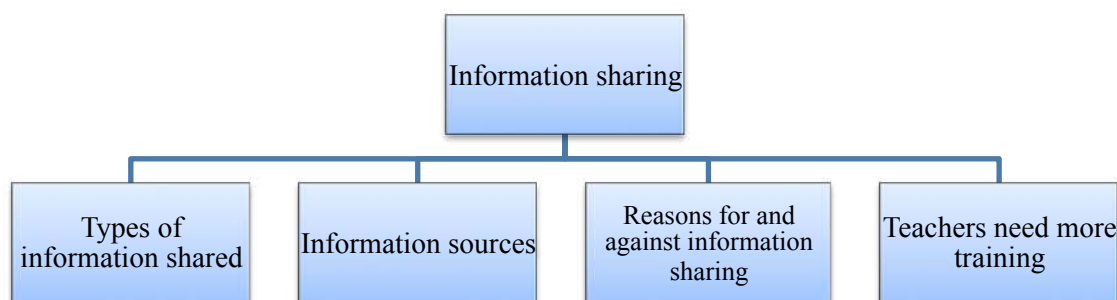 Information sharing
Types of
information shared
Information sources
Reasons for and
against information
sharing
Teachers need more
training